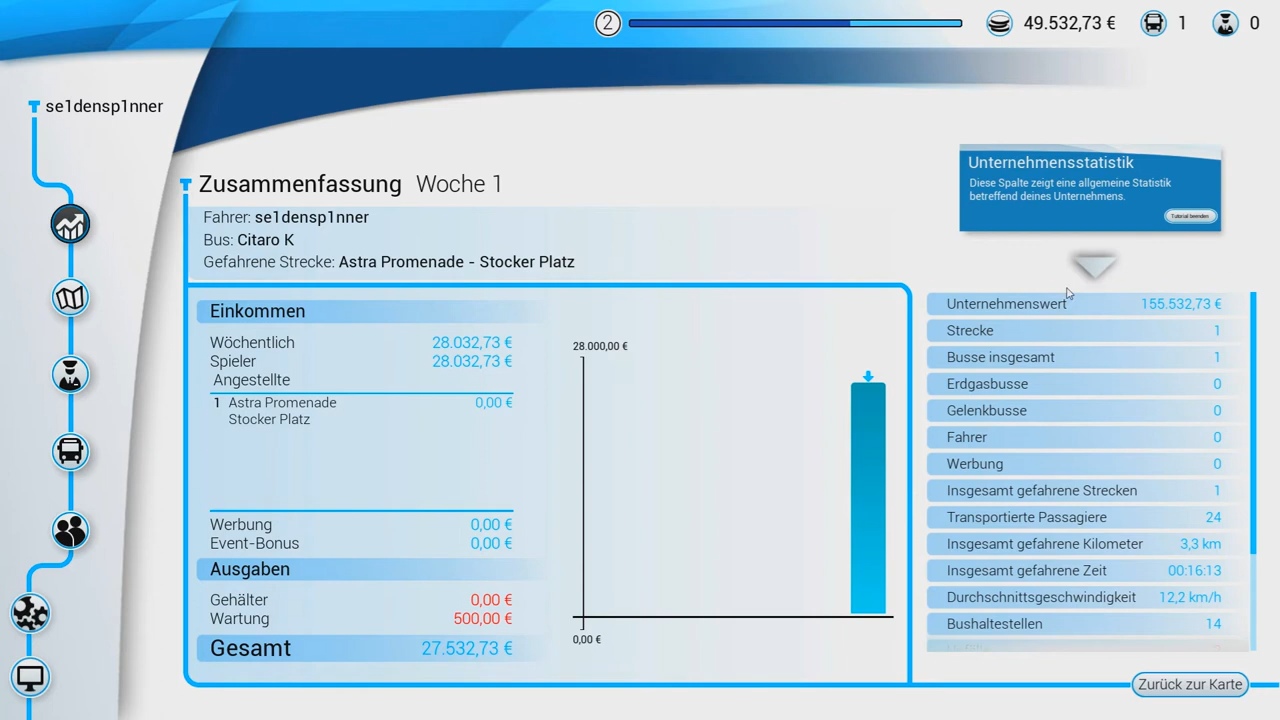 2
49.532,73 €
1
0
se1densp1nner
Zusammenfassung Woche 1
Fahrer: se1densp1nner
Bus: Citaro K
Gefahrene Strecke: Astra Promenade - Stocker Platz
Einkommen
Wöchentlich 28.032,73 €
Spieler 28.032,73 €
Angestellte
1 Astra Promenade 0,00 €
Stocker Platz
Werbung 0,00 €
Event-Bonus 0,00 €
Ausgaben
Gehälter 0,00 €
Wartung 500,00 €
Gesamt 27.532,73 €
28.000,00 €
0,00 €
Unternehmensstatistik
Diese Spalte zeigt eine allgemeine Statistik
betreffend deines Unternehmens.
Tutorial beenden
Unternehmenswert 155.532,73 €
Strecke 1
Busse insgesamt 1
Erdgasbusse 0
Gelenkbusse 0
Fahrer 0
Werbung 0
Insgesamt gefahrene Strecken 1
Transportierte Passagiere 24
Insgesamt gefahrene Kilometer 3,3 km
Insgesamt gefahrene Zeit 00:16:13
Durchschnittsgeschwindigkeit 12,2 km/h
Bushaltestellen 14
Zurück zur Karte